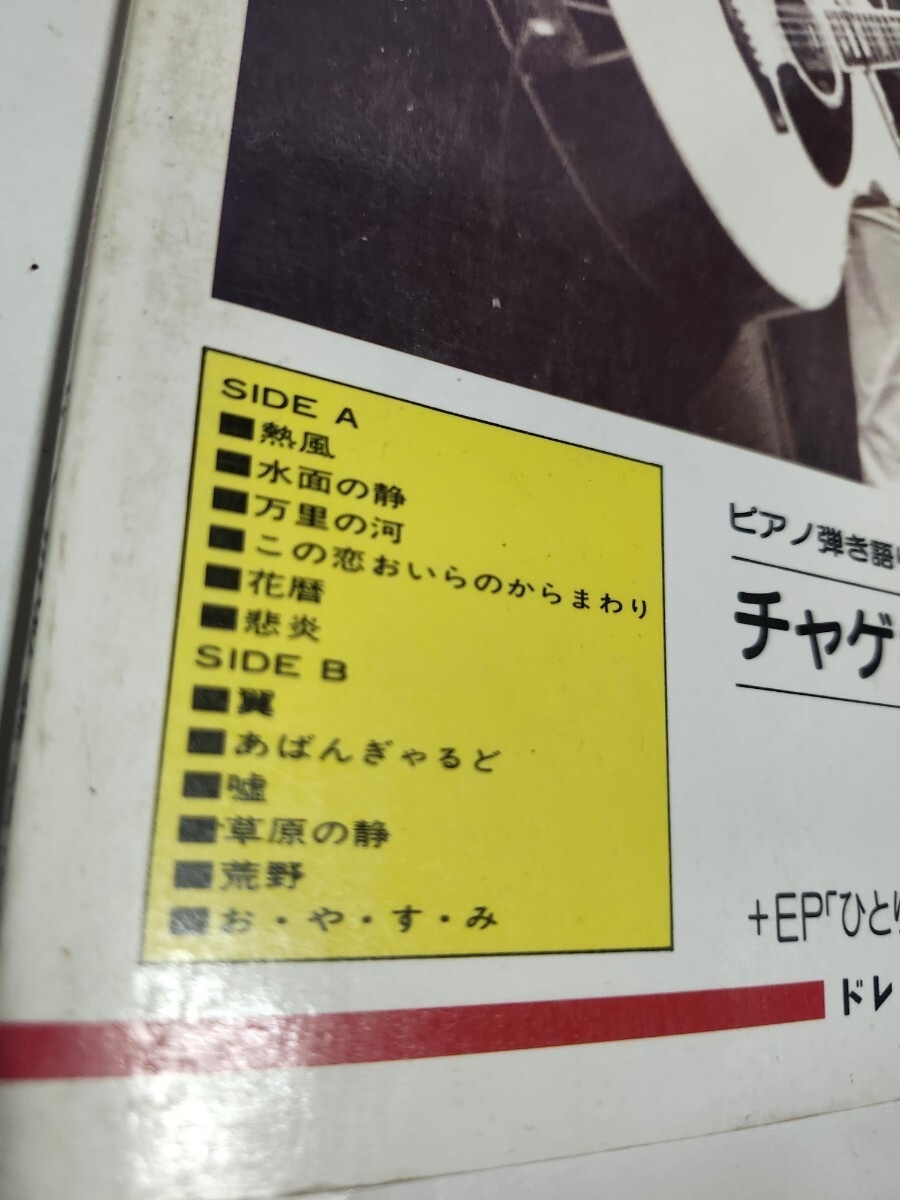 SIDE A
■熱風
■水面の静
■万里の河
■この恋おいらのからまわり
■花暦
■悲炎
SIDE B
■翼
■あばんぎゃるど
■嘘
■草原の静
■荒野
■お・や・す・み
ピアノ弾き語り
チャゲ
+EP「ひとり
ドレ